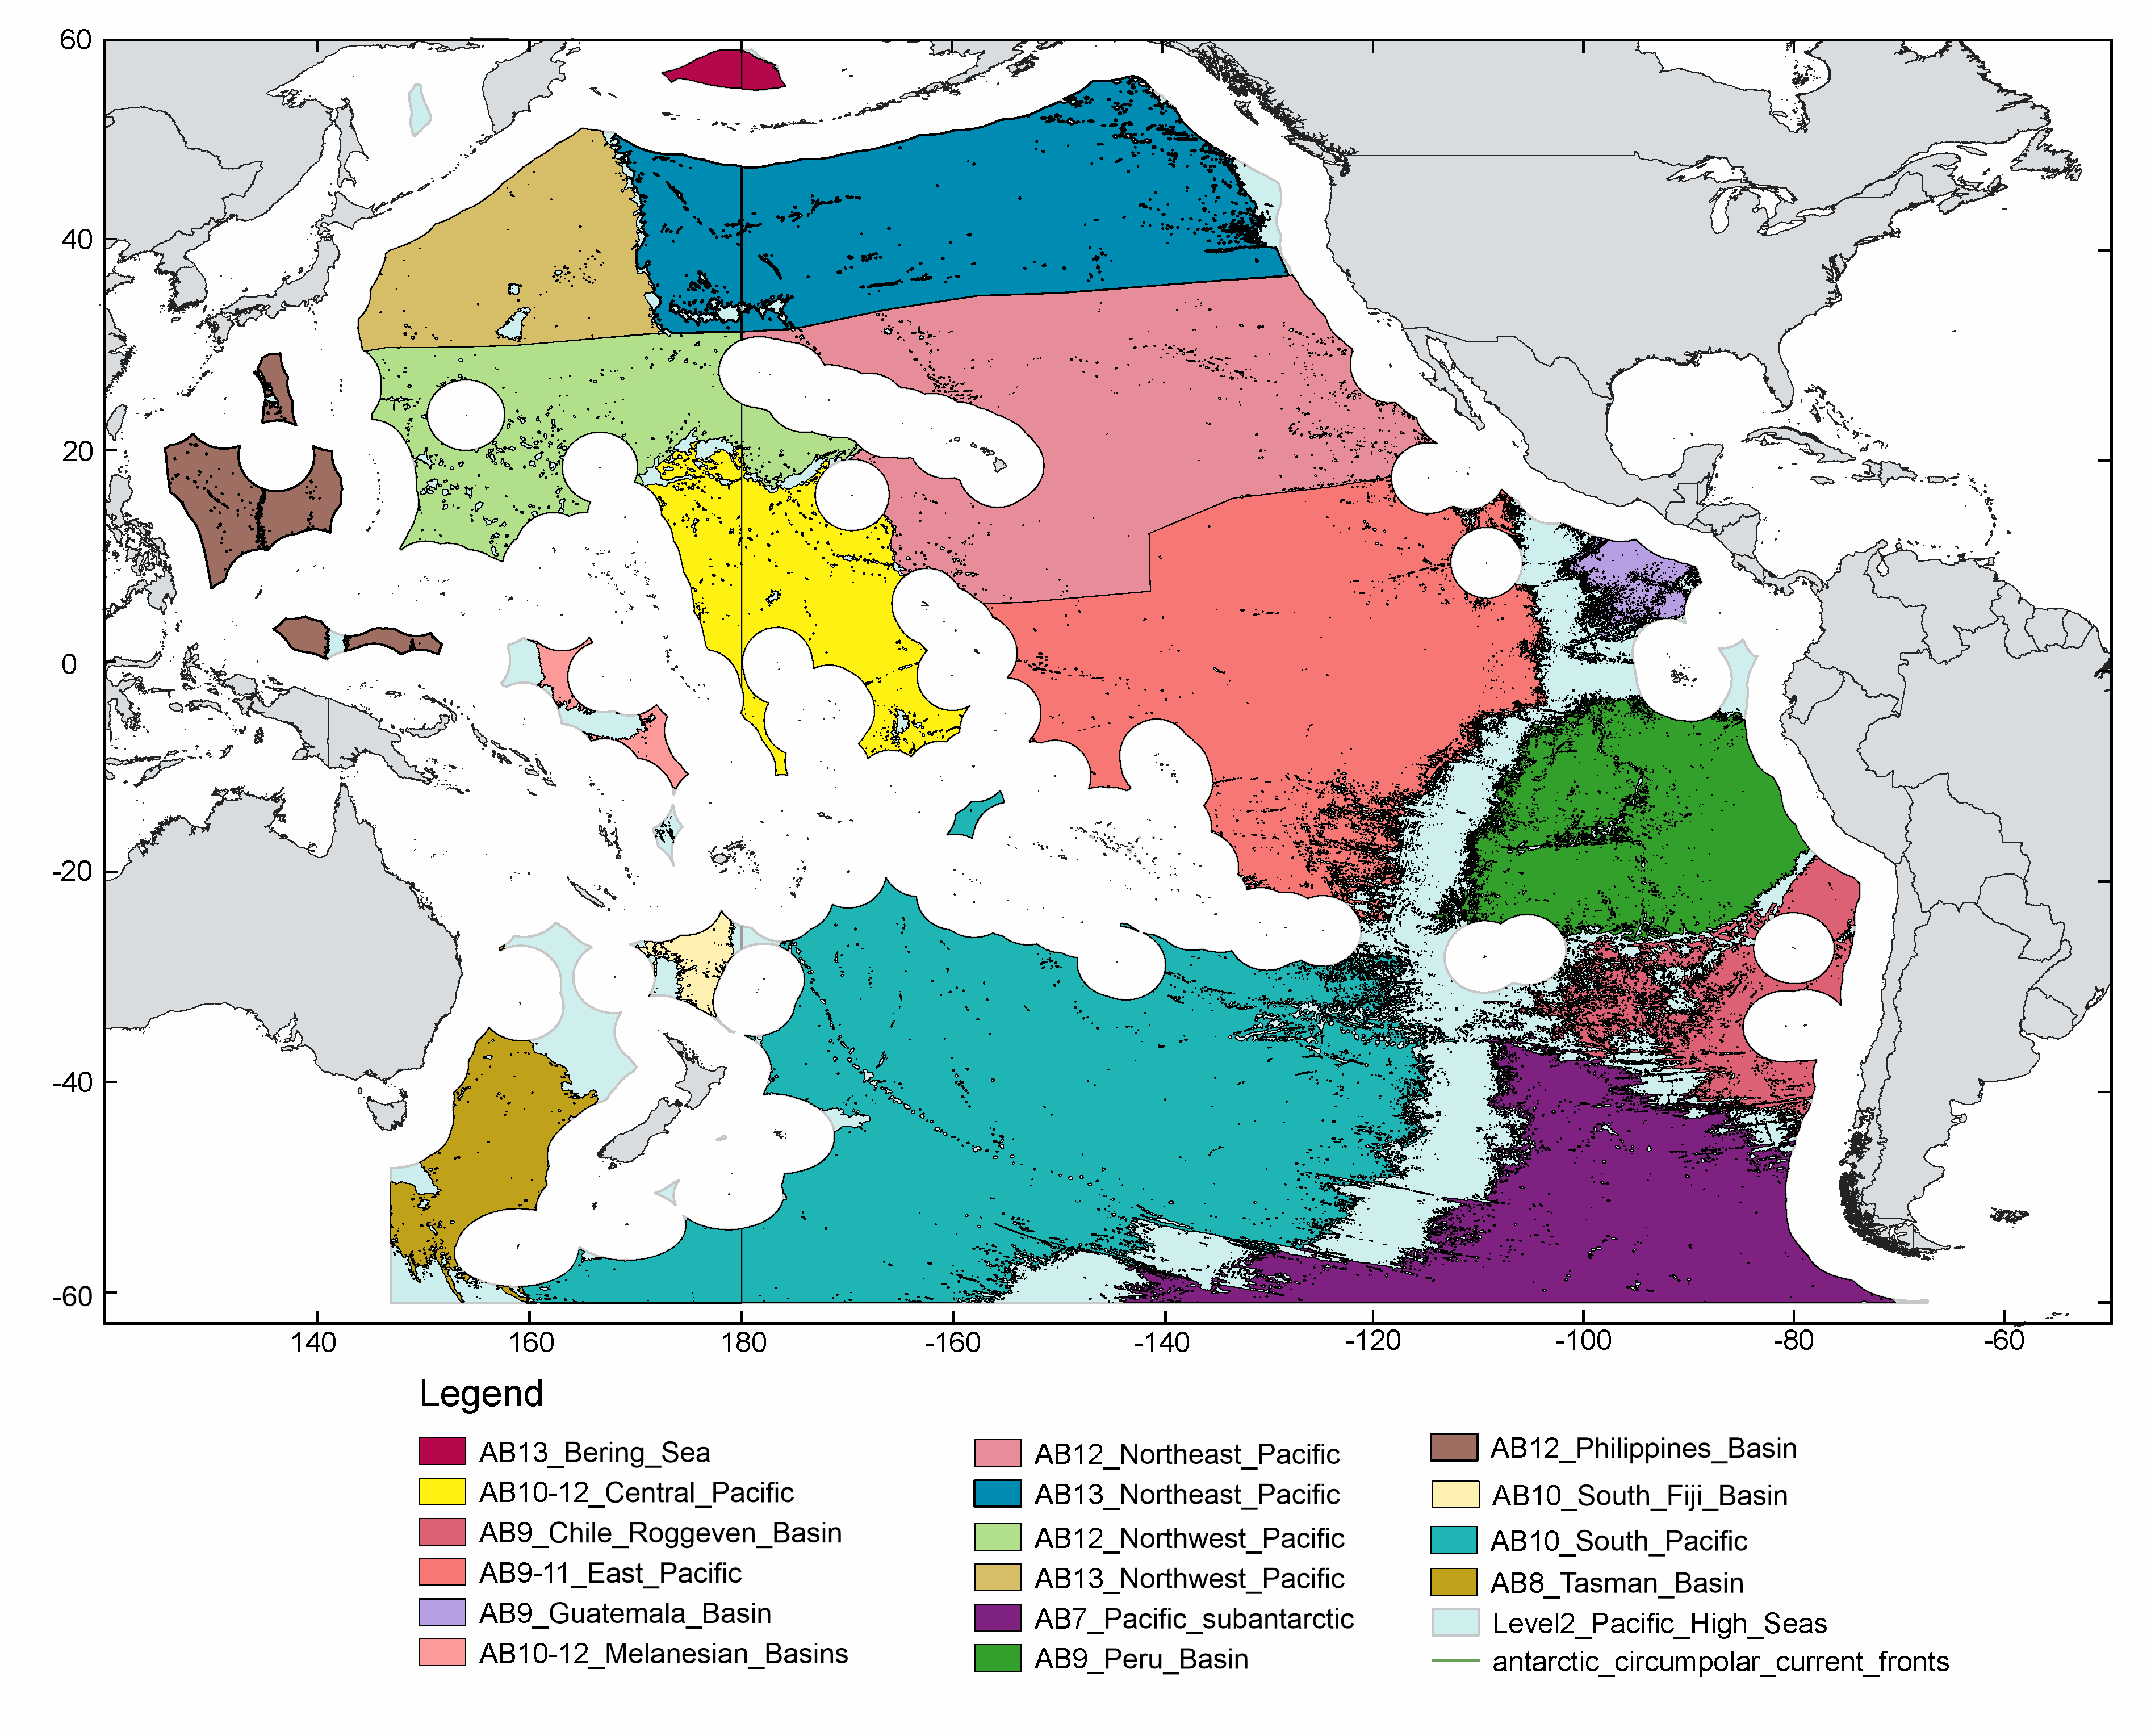 60
40
20
0
-20
-40
-60
140 160 180 -160 -140 -120 -100 -80 -60
Legend
AB13_Bering_Sea
AB10-12_Central_Pacific
AB9_Chile_Roggeven_Basin
AB9-11_East_Pacific
AB9_Guatemala_Basin
AB10-12_Melanesian_Basins
AB12_Northeast_Pacific
AB13_Northeast_Pacific
AB12_Northwest_Pacific
AB13_Northwest_Pacific
AB7_Pacific_subantarctic
AB9_Peru_Basin
AB12_Philippines_Basin
AB10_South_Fiji_Basin
AB10_South_Pacific
AB8_Tasman_Basin
Level2_Pacific_High_Seas
antarctic_circumpolar_current_fronts